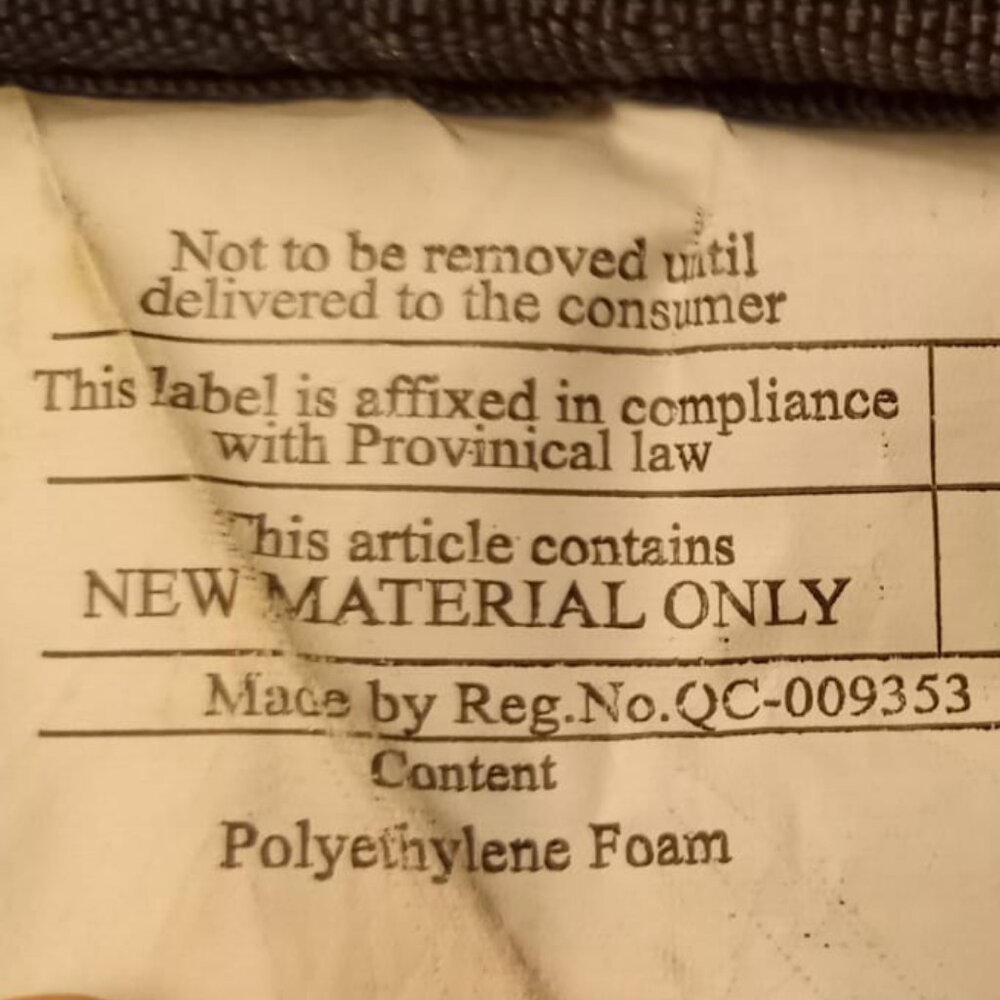 Not to be removed until
delivered to the consumer
This label is affixed in compliance
with Provinical law
This article contains
NEW MATERIAL ONLY
Made by Reg.No.QC-009353
Content
Polyethylene Foam